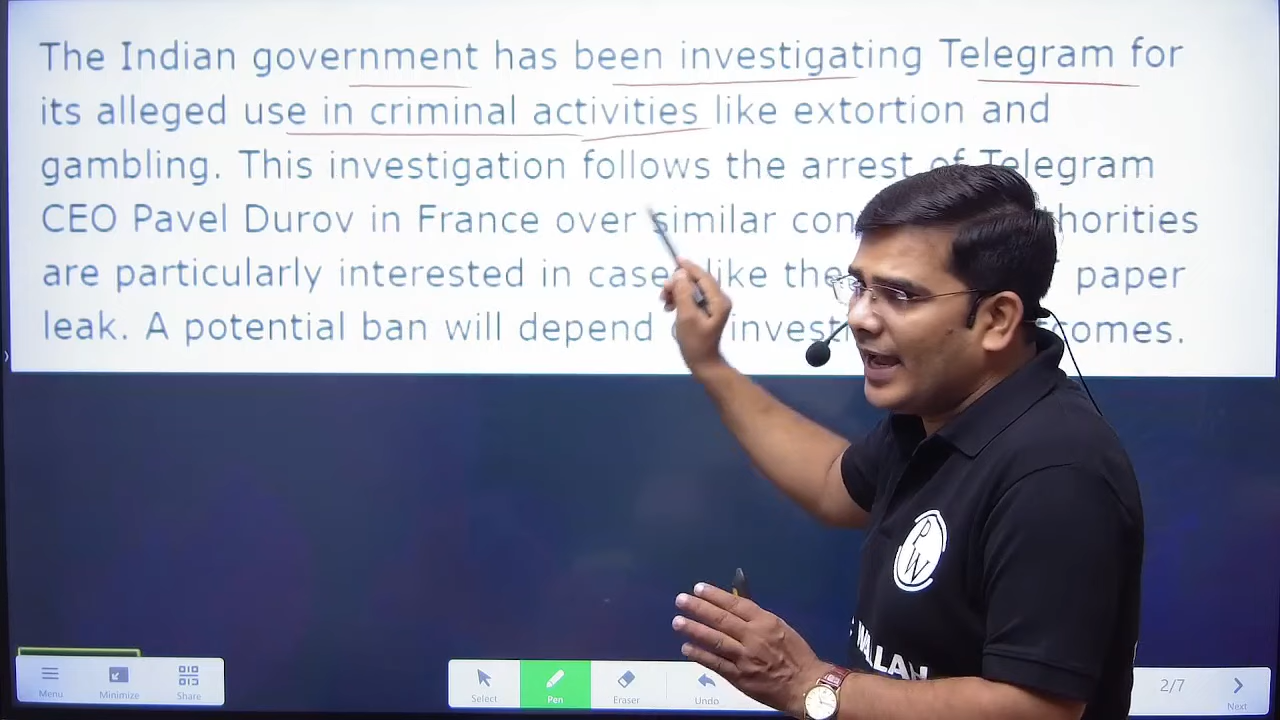 The Indian government has been investigating Telegram for
its alleged use in criminal activities like extortion and
gambling. This investigation follows the arrest of Telegram
CEO Pavel Durov in France over similar
are particularly interested in like paper
leak. A potential ban will depend
Menu
Minimize
Share
Select
Pen
Eraser
Undo
2/7
Next
PW
WALLAH